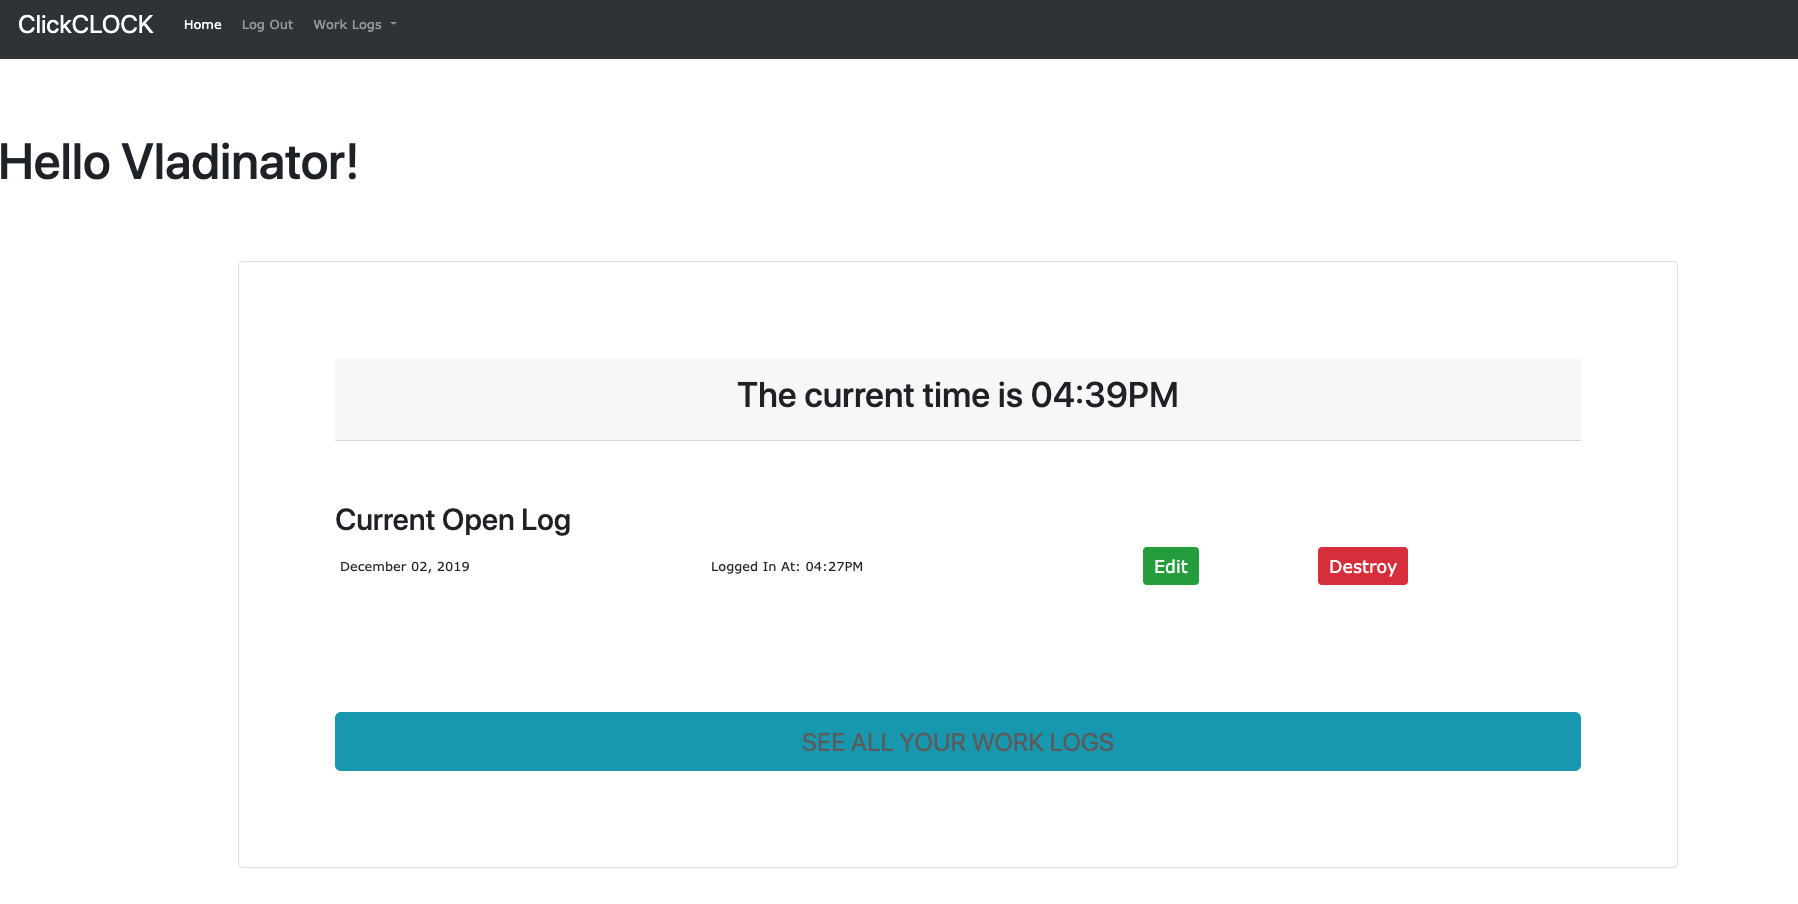 ClickCLOCK Home Log Out Work Logs
Hello Vladinator!
The current time is 04:39PM
Current Open Log
December 02, 2019 Logged In At: 04:27PM Edit Destroy
SEE ALL YOUR WORK LOGS